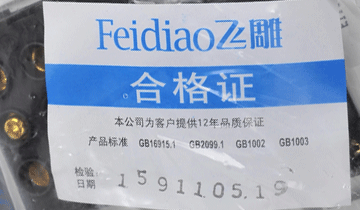 Feidiao飞雕
合格证
本公司为客户提供12年品质保证
产品标准 GB16915.1 GB2099.1 GB1002 GB1003
检验
日期 1591105.19